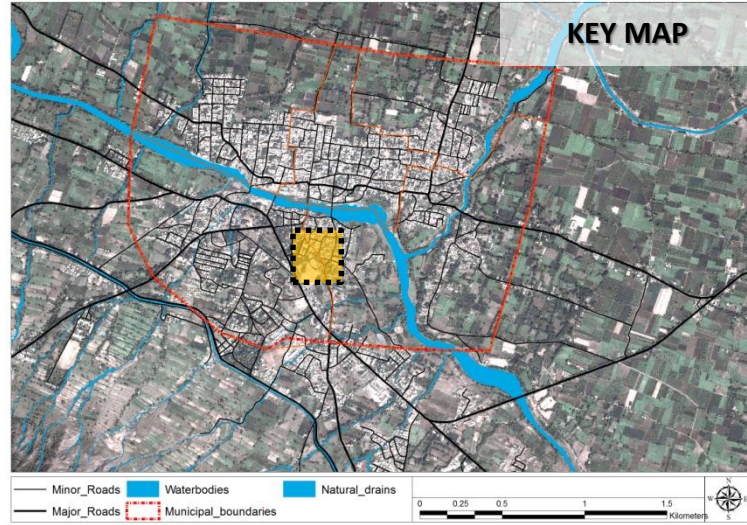 KEY MAP
Minor_Roads Waterbodies Natural_drains
Major_Roads Municipal_boundaries
0 0.25 0.5 1 1.5
Kilometers
N
W E
S